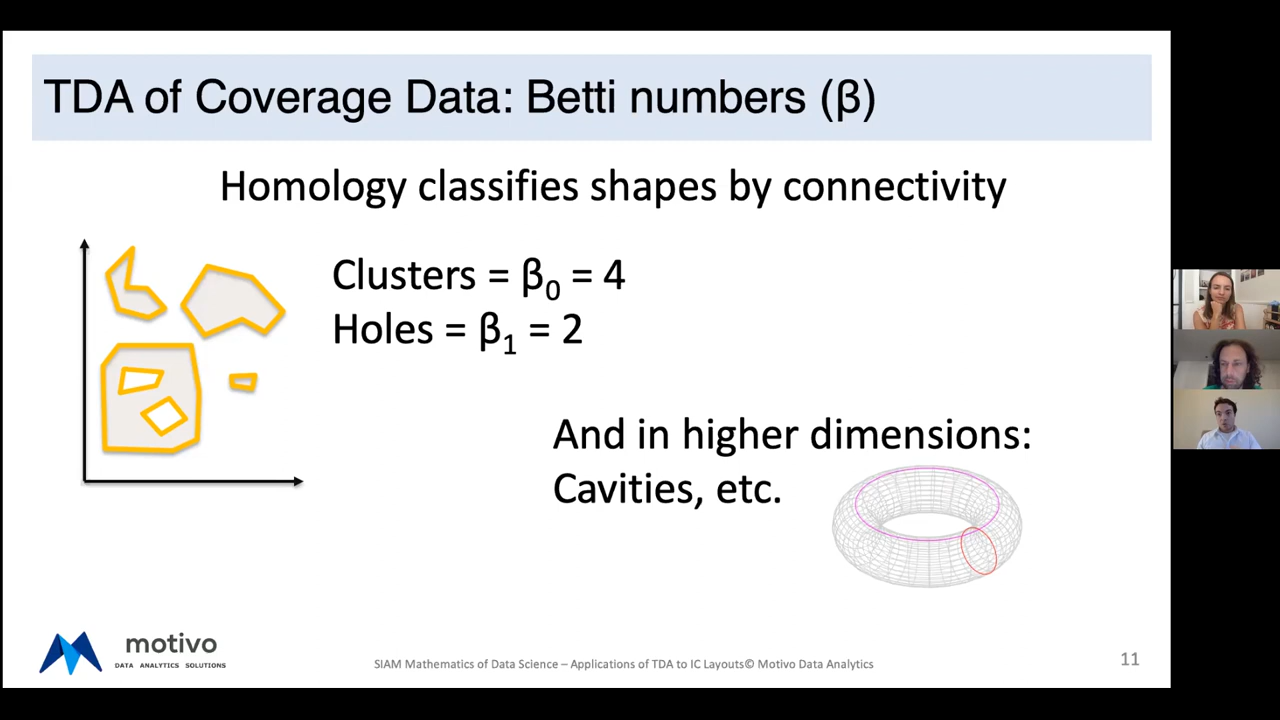 TDA of Coverage Data: Betti numbers (β)
Homology classifies shapes by connectivity
Clusters = β₀ = 4
Holes = β₁ = 2
And in higher dimensions:
Cavities, etc.
motivo
DATA ANALYTICS SOLUTIONS
SIAM Mathematics of Data Science – Applications of TDA to IC Layouts© Motivo Data Analytics
11